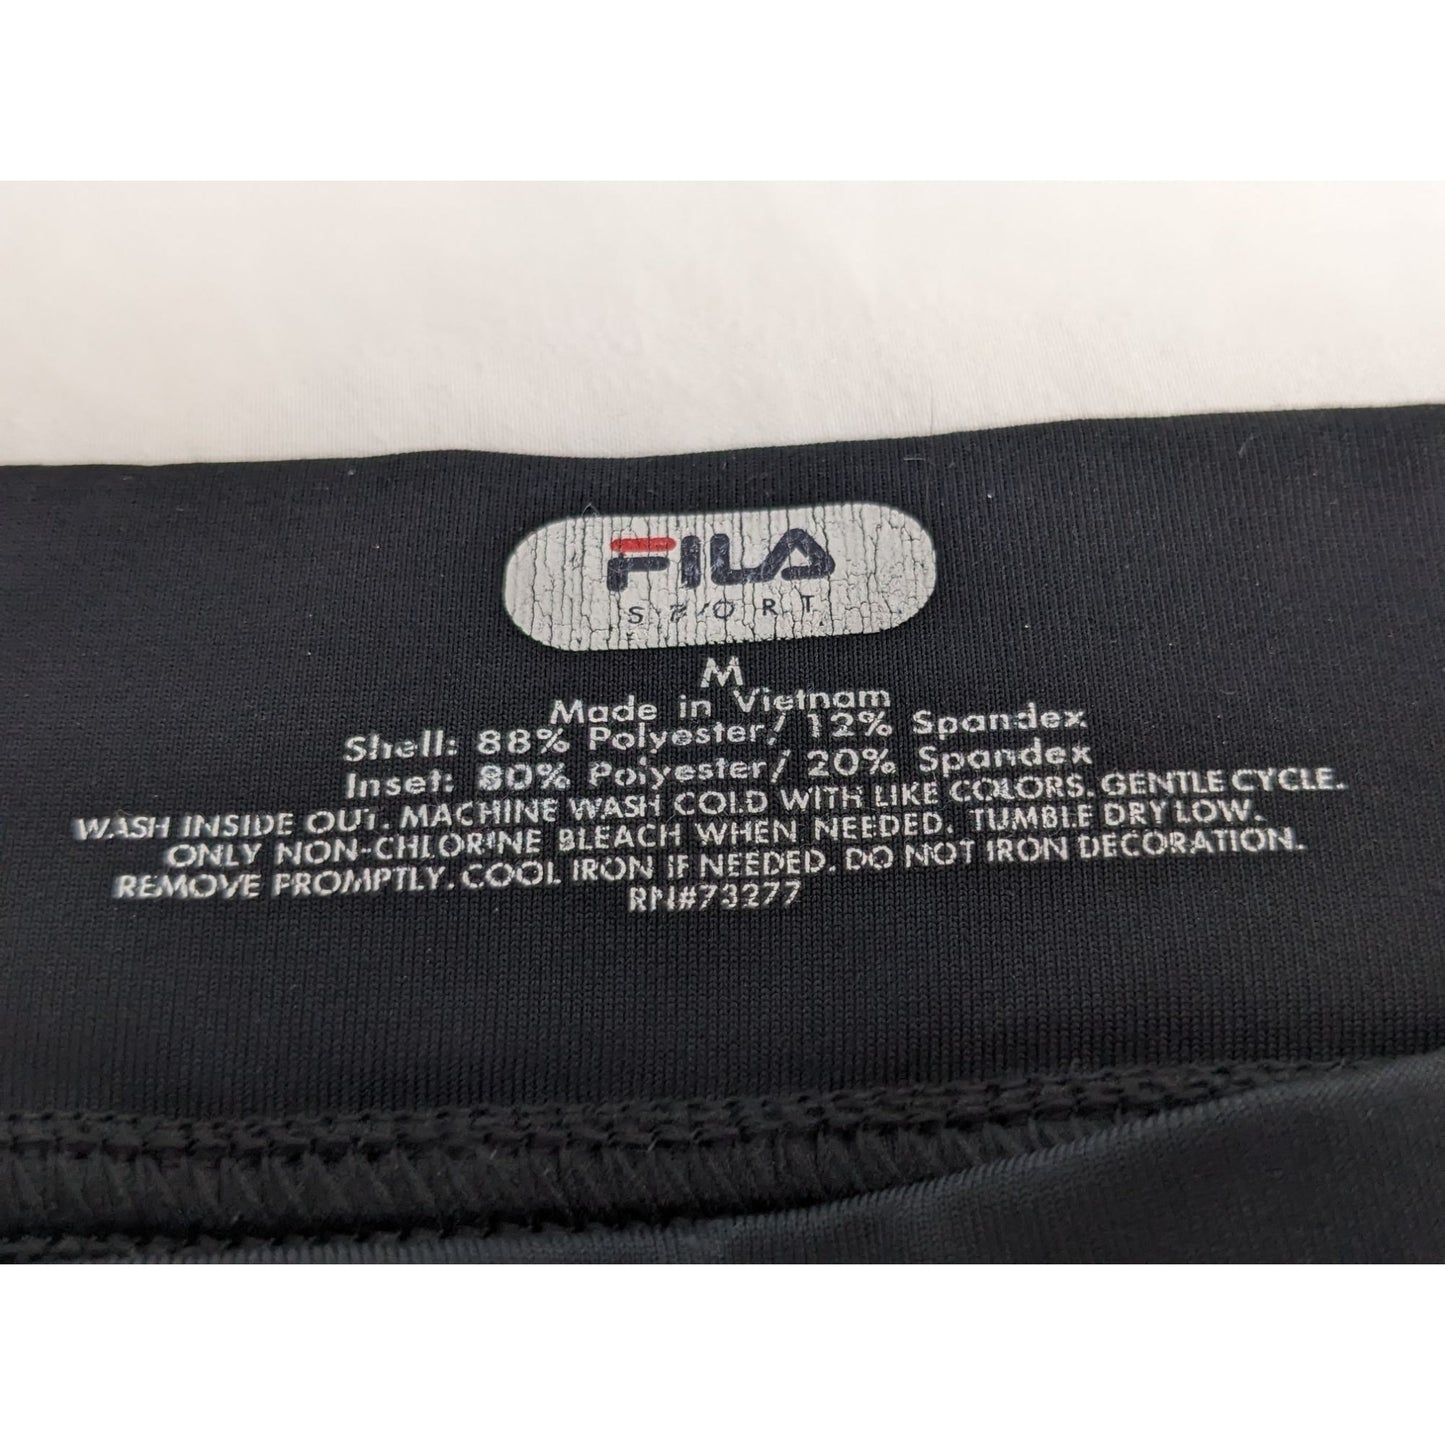 FILA
SPORT
M
Made in Vietnam
Shell: 88% Polyester/ 12% Spandex
Inset: 80% Polyester/ 20% Spandex
WASH INSIDE OUT. MACHINE WASH COLD WITH LIKE COLORS. GENTLE CYCLE.
ONLY NON-CHLORINE BLEACH WHEN NEEDED. TUMBLE DRY LOW.
REMOVE PROMPTLY. COOL IRON IF NEEDED. DO NOT IRON DECORATION.
RN#73277